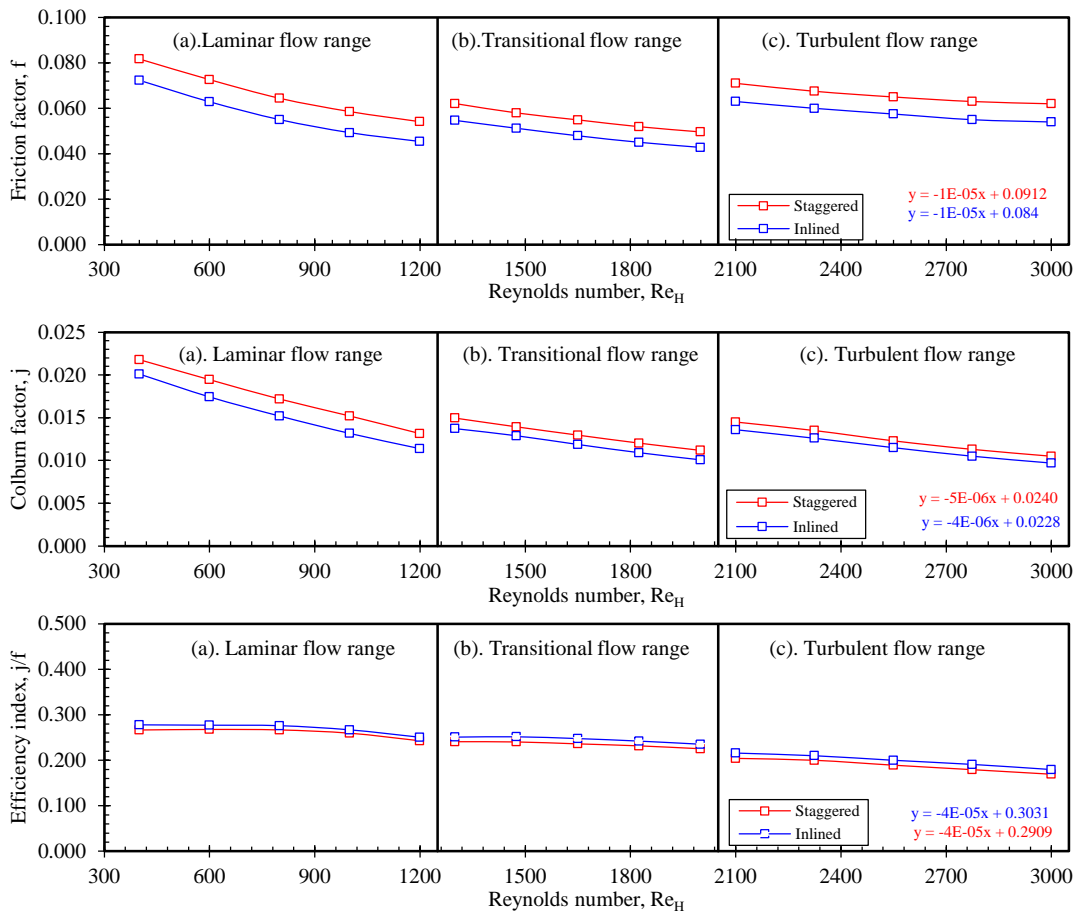 0.100
0.080
0.060
0.040
0.020
0.000
Friction factor, f
(a).Laminar flow range
(b).Transitional flow range
(c). Turbulent flow range
Staggered
Inlined
y = -1E-05x + 0.0912
y = -1E-05x + 0.084
300 600 900 1200 1500 1800 2100 2400 2700 3000
Reynolds number, ReH
0.025
0.020
0.015
0.010
0.005
0.000
Colburn factor, j
(a). Laminar flow range
(b). Transitional flow range
(c). Turbulent flow range
Staggered
Inlined
y = -5E-06x + 0.0240
y = -4E-06x + 0.0228
300 600 900 1200 1500 1800 2100 2400 2700 3000
Reynolds number, ReH
0.500
0.400
0.300
0.200
0.100
0.000
Efficiency index, j/f
(a). Laminar flow range
(b). Transitional flow range
(c). Turbulent flow range
Staggered
Inlined
y = -4E-05x + 0.3031
y = -4E-05x + 0.2909
300 600 900 1200 1500 1800 2100 2400 2700 3000
Reynolds number, ReH